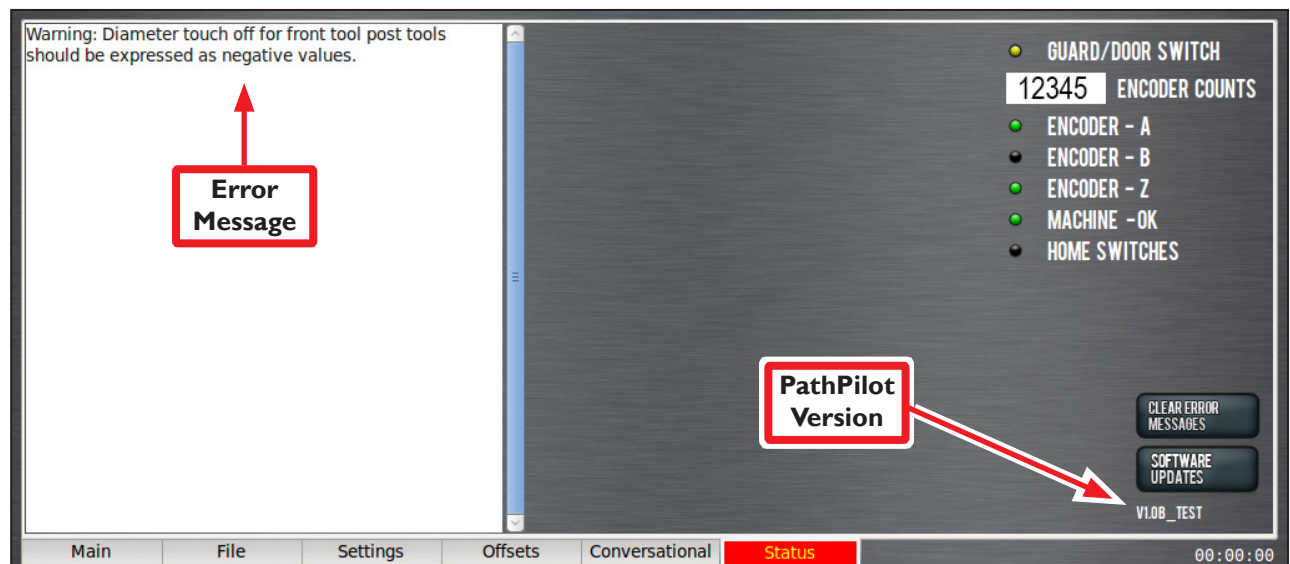 Warning: Diameter touch off for front tool post tools
should be expressed as negative values.
Error
Message
GUARD/DOOR SWITCH
12345 ENCODER COUNTS
ENCODER - A
ENCODER - B
ENCODER - Z
MACHINE -OK
HOME SWITCHES
PathPilot
Version
CLEAR ERROR
MESSAGES
SOFTWARE
UPDATES
V1.0B_TEST
Main File Settings Offsets Conversational Status 00:00:00